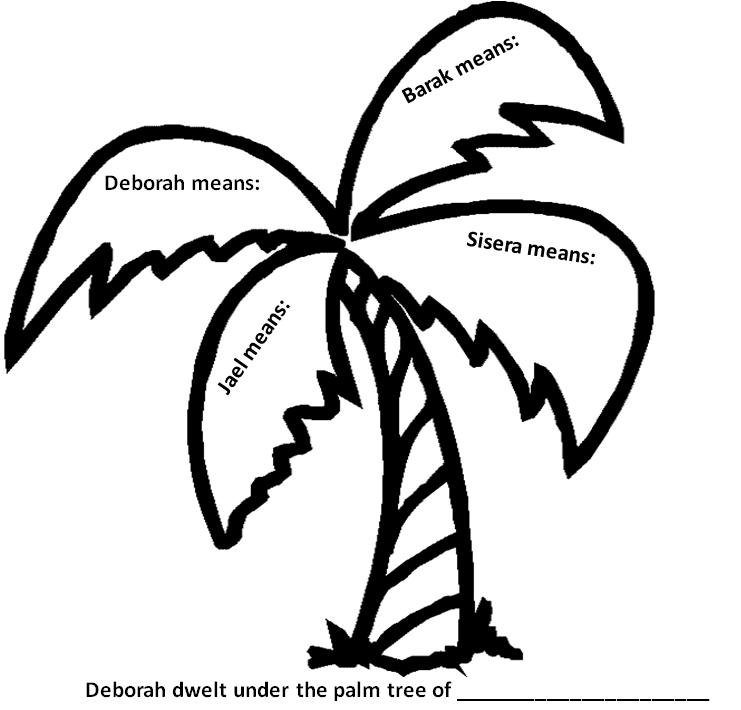 Barak means:
Deborah means:
Sisera means:
Jael means:
Deborah dwelt under the palm tree of ______________________